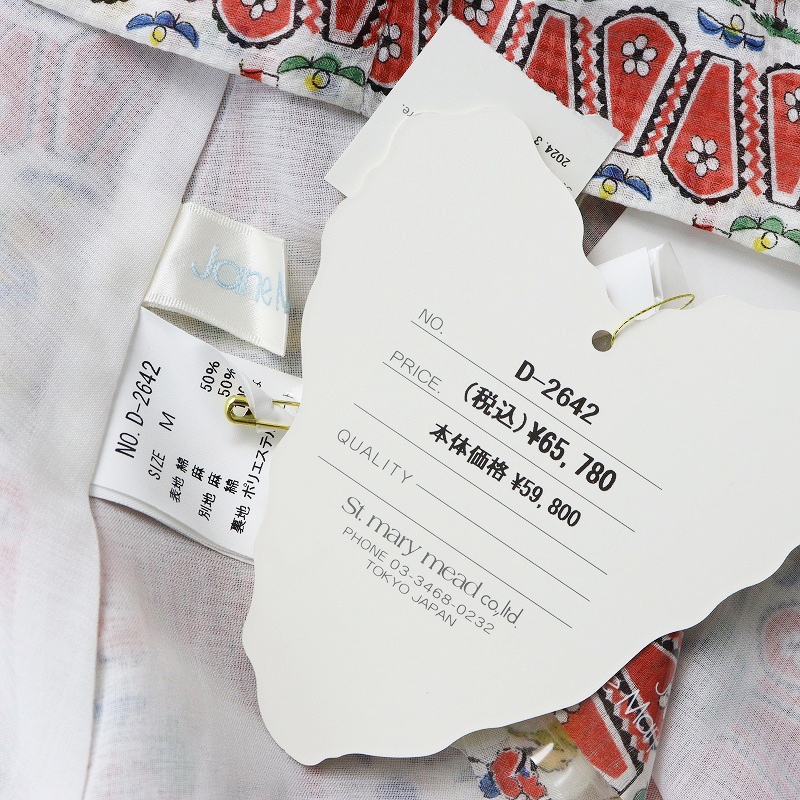 2024. 3
re.
Jane M
NO. D-2642
SIZE M
表地 綿 50%
麻 50%
別地 麻
綿
裏地 ポリエステル
NO.
D-2642
PRICE.
(税込)¥65,780
本体価格 ¥59,800
QUALITY
St. mary mead co., ltd.
PHONE 03-3468-0232
TOKYO JAPAN